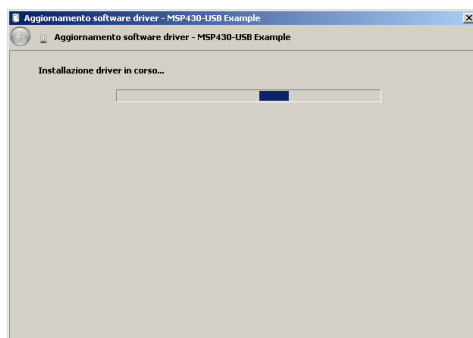 Aggiornamento software driver - MSP430-USB Example
Aggiornamento software driver - MSP430-USB Example
Installazione driver in corso...